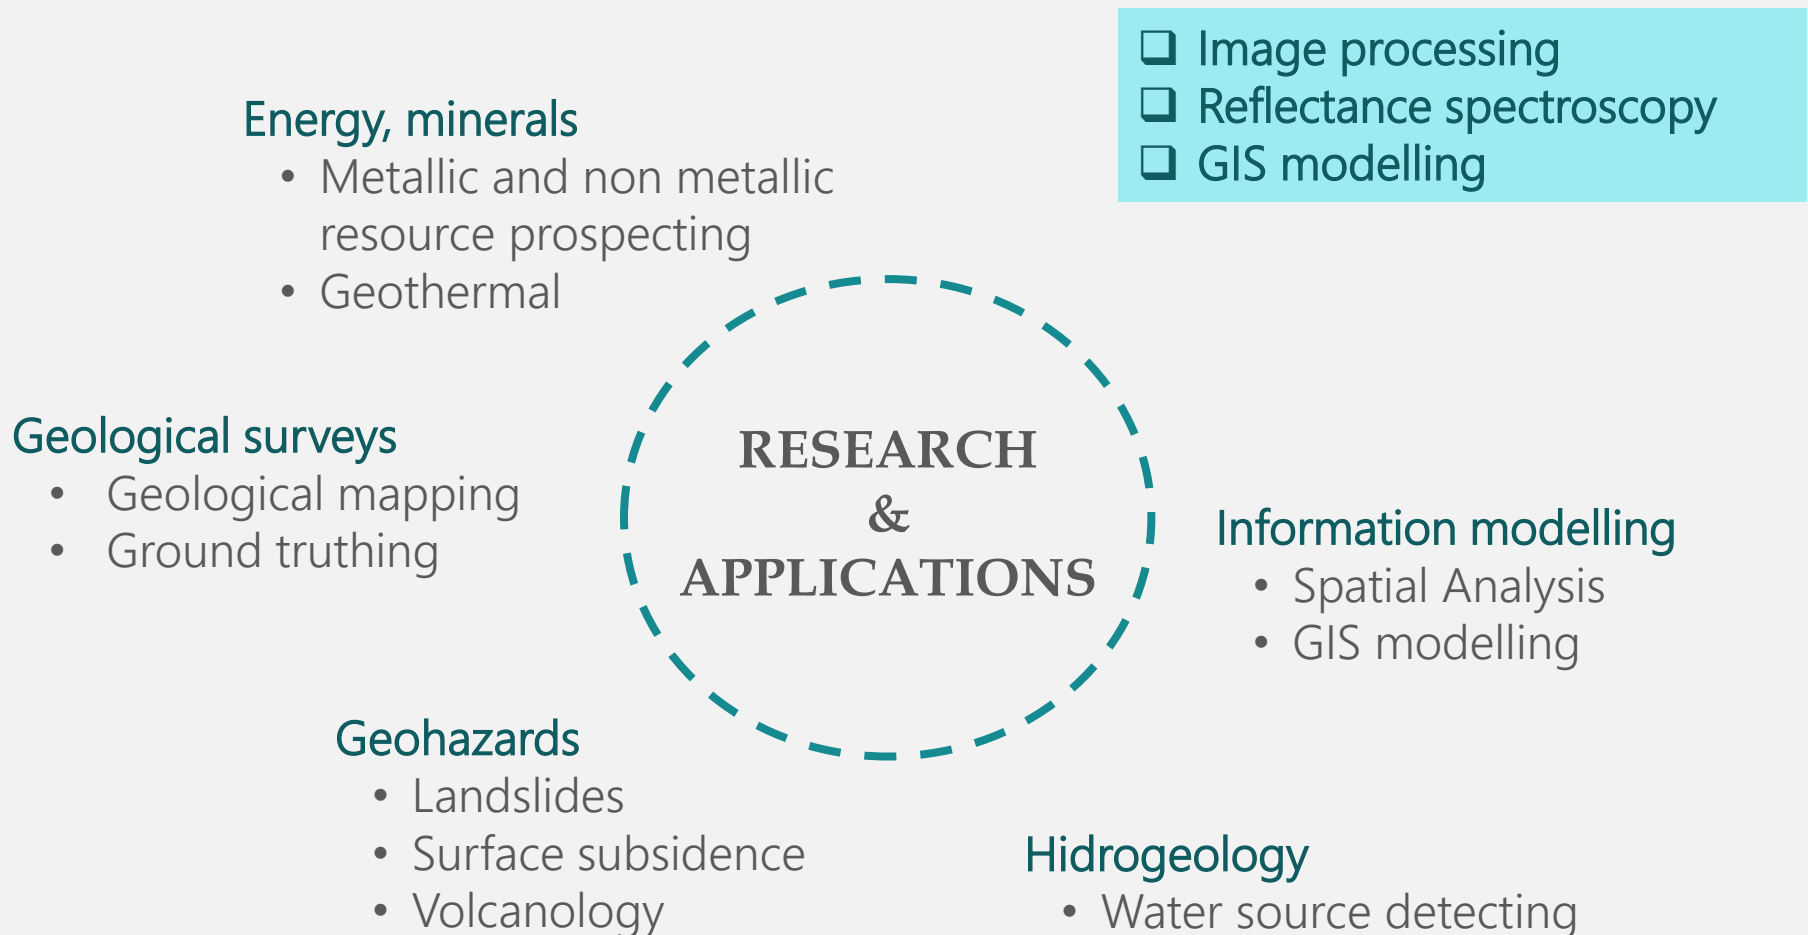 ❑ Image processing
❑ Reflectance spectroscopy
❑ GIS modelling
Energy, minerals
• Metallic and non metallic
resource prospecting
• Geothermal
Geological surveys
• Geological mapping
• Ground truthing
RESEARCH
&
APPLICATIONS
Information modelling
• Spatial Analysis
• GIS modelling
Geohazards
• Landslides
• Surface subsidence
• Volcanology
Hidrogeology
• Water source detecting